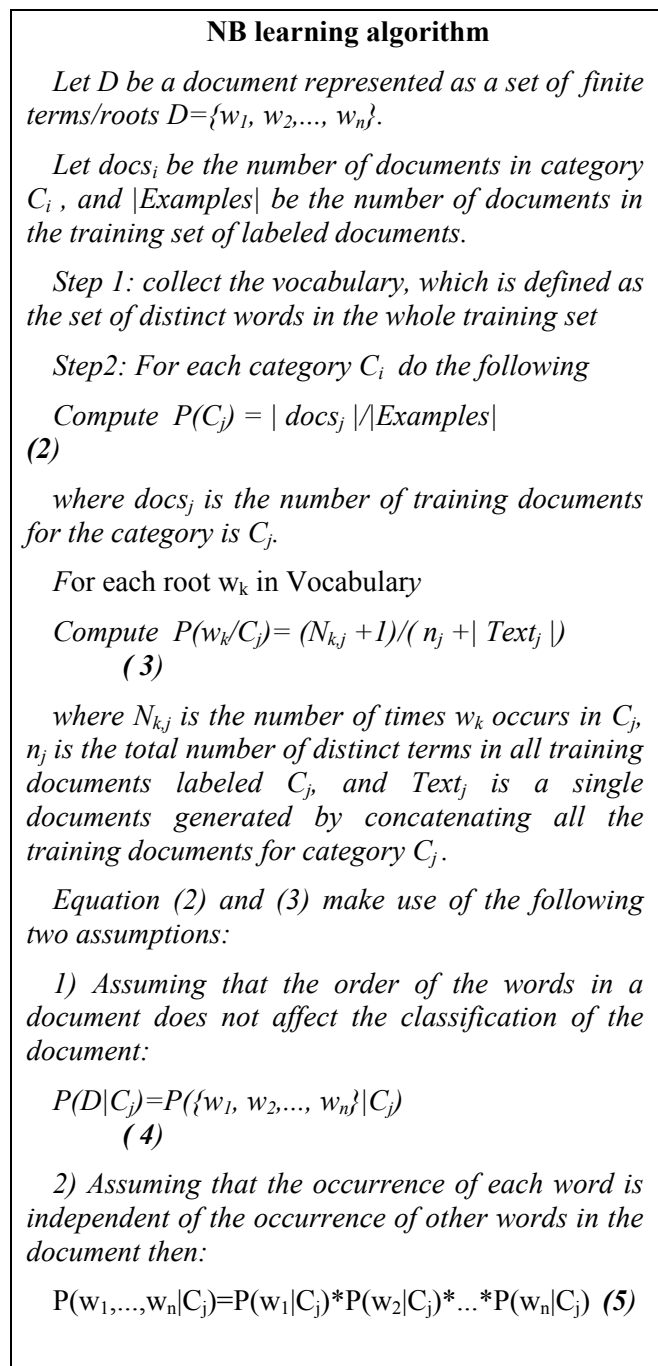 NB learning algorithm
Let D be a document represented as a set of finite
terms/roots D={w1, w2,..., wn}.
Let docsi be the number of documents in category
Ci , and |Examples| be the number of documents in
the training set of labeled documents.
Step 1: collect the vocabulary, which is defined as
the set of distinct words in the whole training set
Step2: For each category Ci do the following
Compute P(Cj) = | docsj |/|Examples|
(2)
where docsj is the number of training documents
for the category is Cj.
For each root wk in Vocabulary
Compute P(wk/Cj)= (Nk,j +1)/( nj +| Textj |)
( 3)
where Nk,j is the number of times wk occurs in Cj,
nj is the total number of distinct terms in all training
documents labeled Cj, and Textj is a single
documents generated by concatenating all the
training documents for category Cj .
Equation (2) and (3) make use of the following
two assumptions:
1) Assuming that the order of the words in a
document does not affect the classification of the
document:
P(D|Cj)=P({w1, w2,..., wn}|Cj)
( 4)
2) Assuming that the occurrence of each word is
independent of the occurrence of other words in the
document then:
P(w1,...,wn|Cj)=P(w1|Cj)*P(w2|Cj)*...*P(wn|Cj) (5)